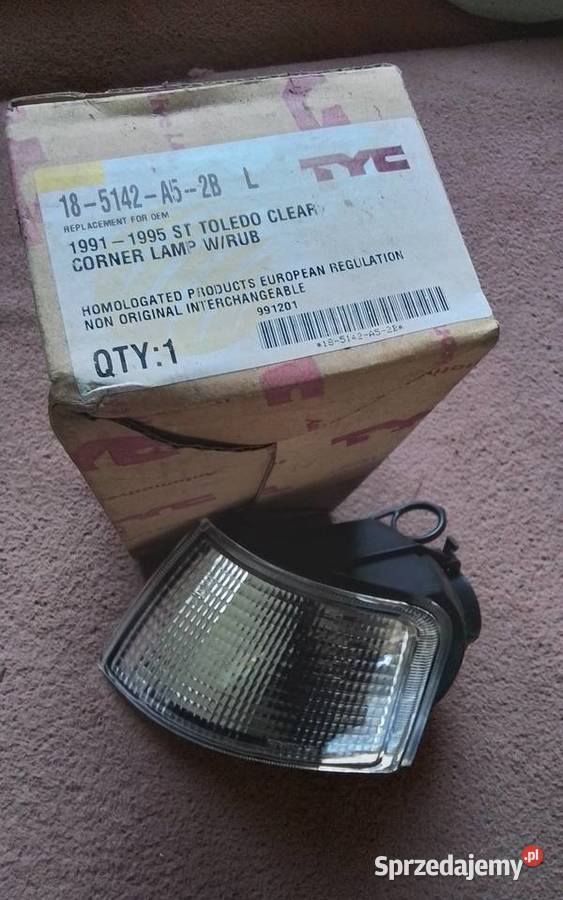 18-5142-A5-2B L
TYC
REPLACEMENT FOR OEM
1991-1995 ST TOLEDO CLEAR
CORNER LAMP W/RUB
HOMOLOGATED PRODUCTS EUROPEAN REGULATION
NON ORIGINAL INTERCHANGEABLE
991201
*18-5142-A5-2B*
QTY:1
TYC
Sprzedajemy.pl